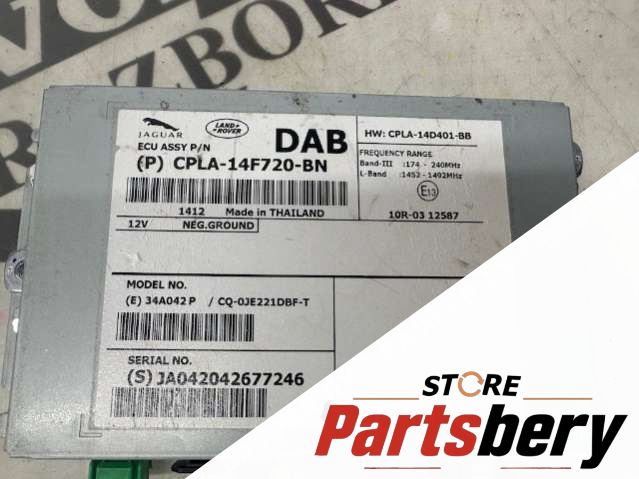 ZBOR
JAGUAR
LAND ROVER
DAB
HW: CPLA-14D401-BB
ECU ASSY P/N
(P) CPLA-14F720-BN
FREQUENCY RANGE
Band-III :174 - 240MHz
L-Band :1452 - 1492MHz
E13
1412 Made in THAILAND
10R-03 12587
12V NEG.GROUND
MODEL NO.
(E) 34A042P / CQ-0JE221DBF-T
SERIAL NO.
(S) JA042042677246
STORE
Partsbery